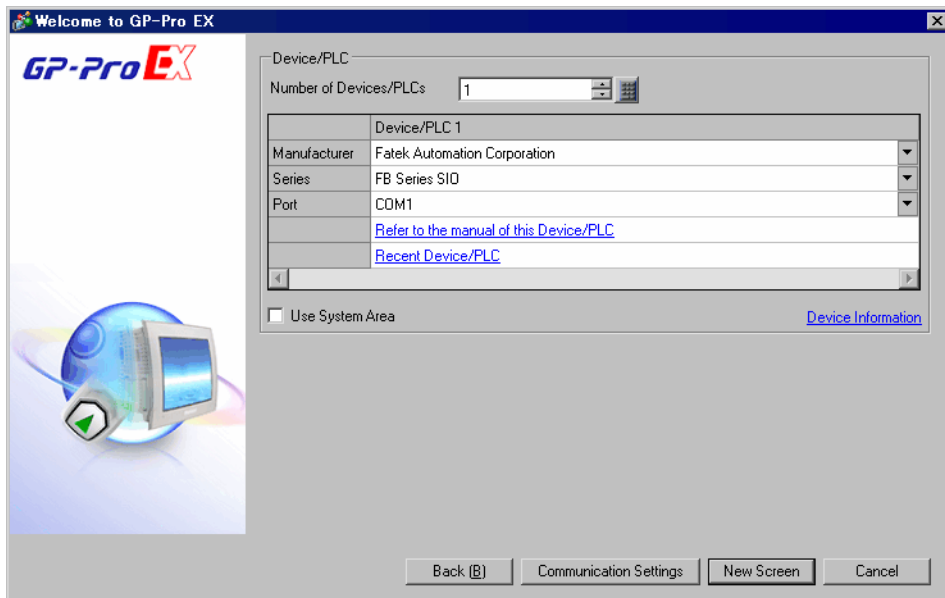 Welcome to GP-Pro EX
GP-Pro EX
Device/PLC
Number of Devices/PLCs 1
Device/PLC 1
Manufacturer Fatek Automation Corporation
Series FB Series SIO
Port COM1
Refer to the manual of this Device/PLC
Recent Device/PLC
Use System Area Device Information
Back (B) Communication Settings New Screen Cancel